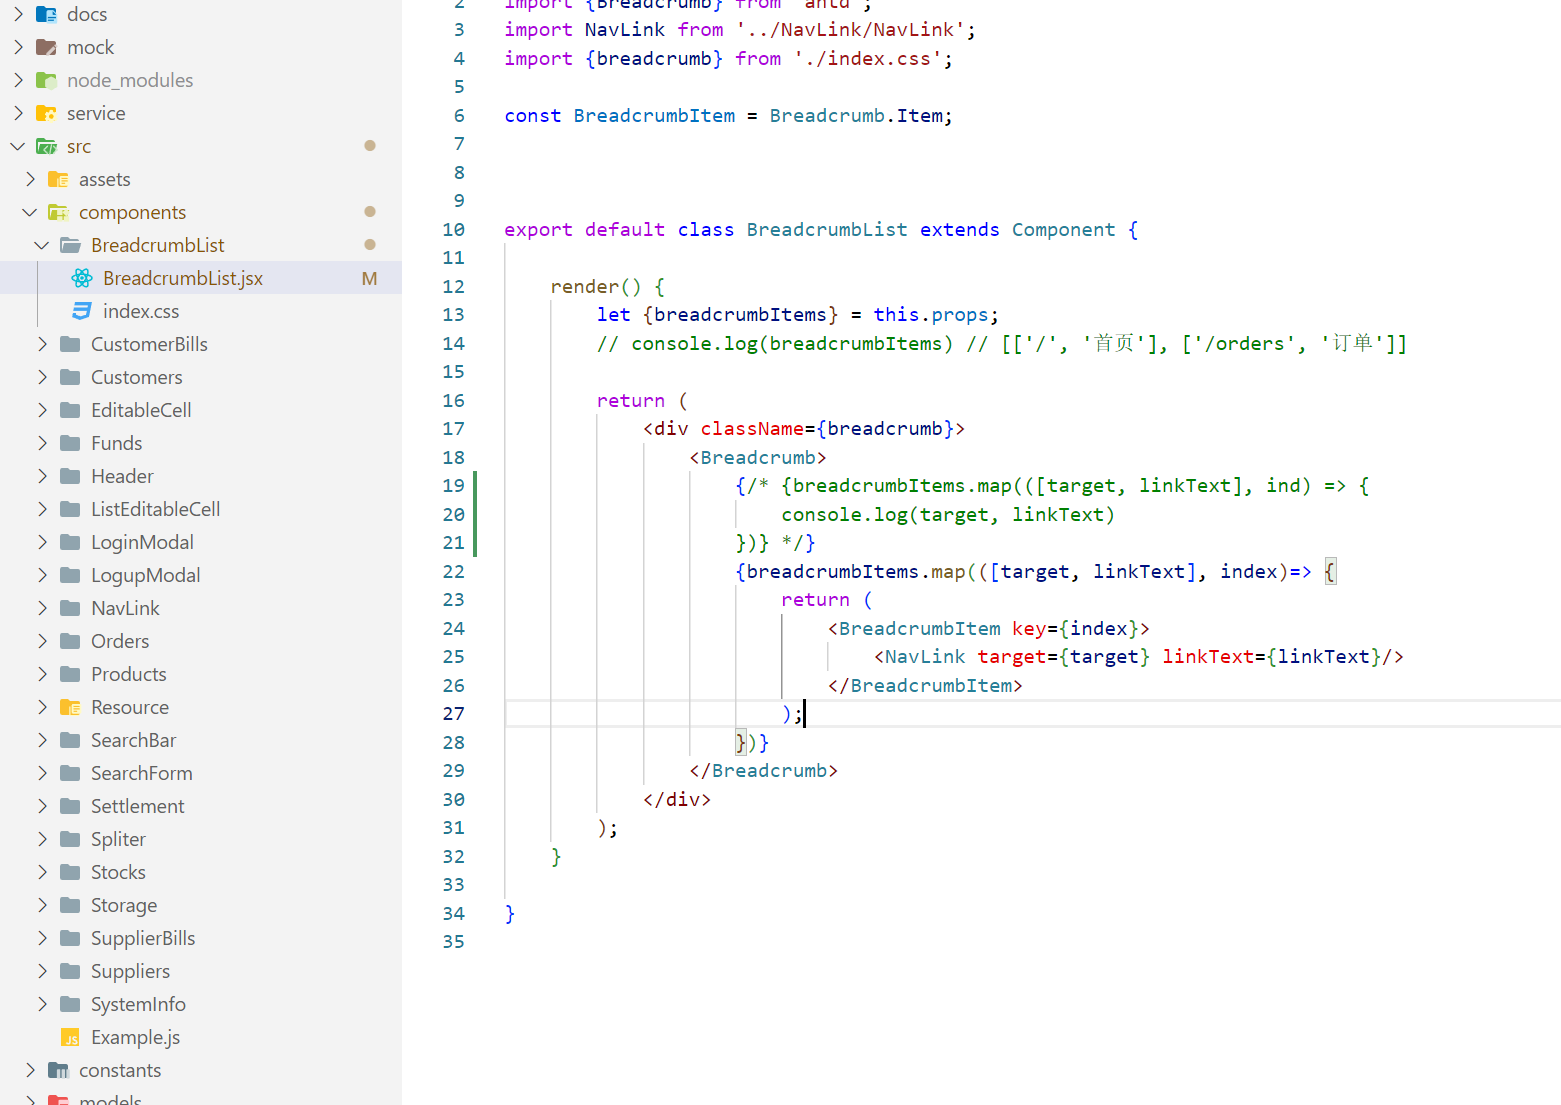 docs
mock
node_modules
service
src
assets
components
BreadcrumbList
BreadcrumbList.jsx M
index.css
CustomerBills
Customers
EditableCell
Funds
Header
ListEditableCell
LoginModal
LogupModal
NavLink
Orders
Products
Resource
SearchBar
SearchForm
Settlement
Spliter
Stocks
Storage
SupplierBills
Suppliers
SystemInfo
Example.js
constants
models
2 import {Breadcrumb} from 'antd';
3 import NavLink from '../NavLink/NavLink';
4 import {breadcrumb} from './index.css';
5
6 const BreadcrumbItem = Breadcrumb.Item;
7
8
9
10 export default class BreadcrumbList extends Component {
11
12 render() {
13 let {breadcrumbItems} = this.props;
14 // console.log(breadcrumbItems) // [['/', '首页'], ['/orders', '订单']]
15
16 return (
17 <div className={breadcrumb}>
18 <Breadcrumb>
19 {/* {breadcrumbItems.map(([target, linkText], ind) => {
20 console.log(target, linkText)
21 })} */}
22 {breadcrumbItems.map(([target, linkText], index)=> {
23 return (
24 <BreadcrumbItem key={index}>
25 <NavLink target={target} linkText={linkText}/>
26 </BreadcrumbItem>
27 );
28 })}
29 </Breadcrumb>
30 </div>
31 );
32 }
33
34 }
35